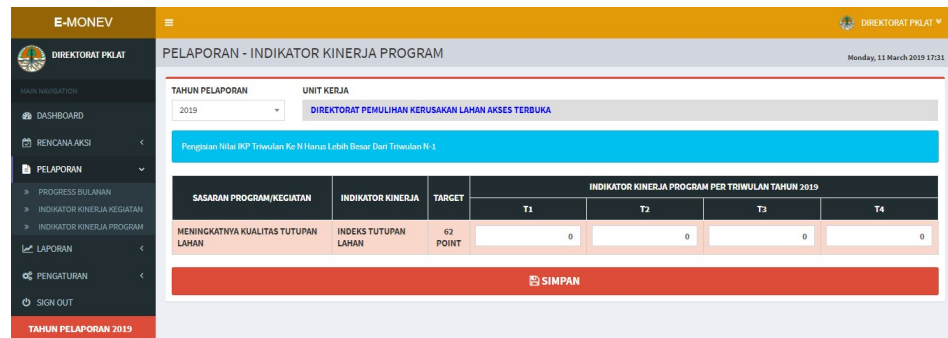 E-MONEV
DIREKTORAT PKLAT
DIREKTORAT PKLAT
PELAPORAN - INDIKATOR KINERJA PROGRAM
Monday, 11 March 2019 17:31
MAIN NAVIGATION
DASHBOARD
RENCANA AKSI
PELAPORAN
PROGRESS BULANAN
INDIKATOR KINERJA KEGIATAN
INDIKATOR KINERJA PROGRAM
LAPORAN
PENGATURAN
SIGN OUT
TAHUN PELAPORAN 2019
TAHUN PELAPORAN
UNIT KERJA
2019
DIREKTORAT PEMULIHAN KERUSAKAN LAHAN AKSES TERBUKA
Pengisian Nilai IKP Triwulan Ke N Harus Lebih Besar Dari Triwulan N-1
SASARAN PROGRAM/KEGIATAN
INDIKATOR KINERJA
TARGET
INDIKATOR KINERJA PROGRAM PER TRIWULAN TAHUN 2019
T1 T2 T3 T4
MENINGKATNYA KUALITAS TUTUPAN
LAHAN
INDEKS TUTUPAN
LAHAN
62
POINT
0 0 0 0
SIMPAN